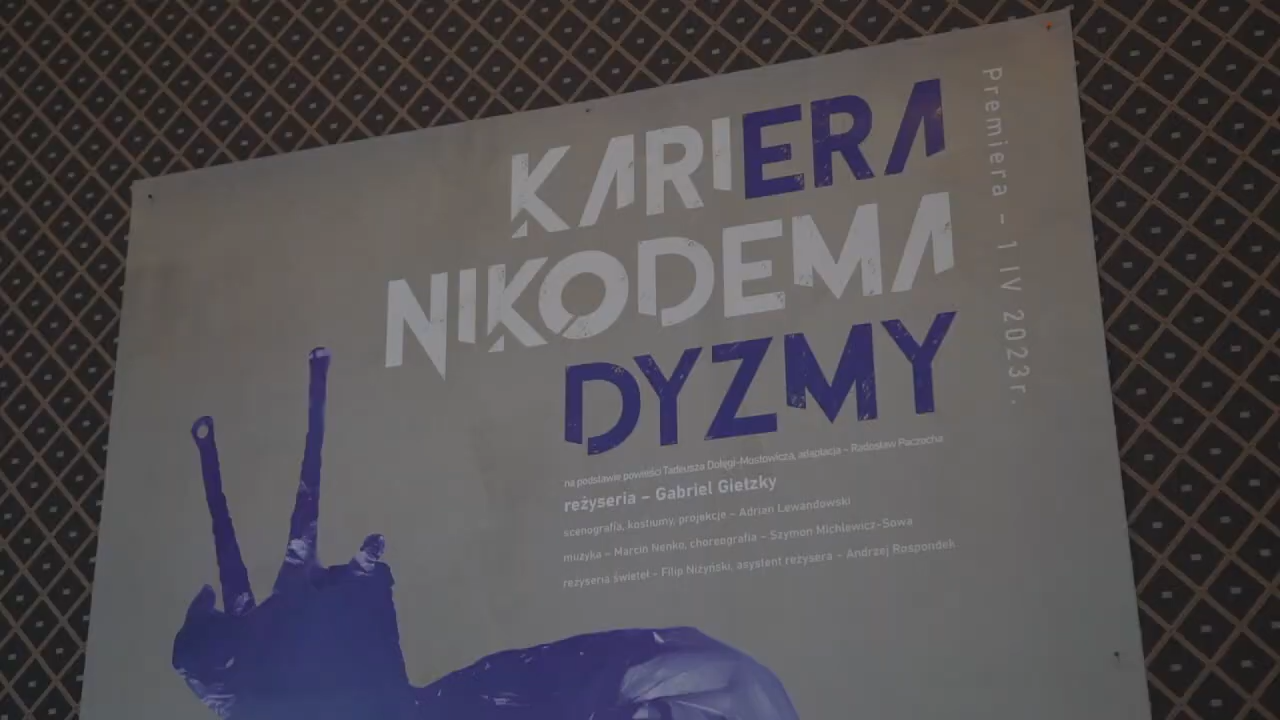 KARIERA
NIKODEMA
DYZMY
na podstawie powieści Tadeusza Dołęgi-Mostowicza, adaptacja – Radosław Paczocha
reżyseria – Gabriel Giełzky
scenografia, kostiumy, projekcje – Adrian Lewandowski
muzyka – Marcin Nenko, choreografia – Szymon Michlewicz-Sowa
reżyseria świateł – Filip Niżyński, asystent reżysera – Andrzej Rospondek
Premiera – 1 IV 2023r.